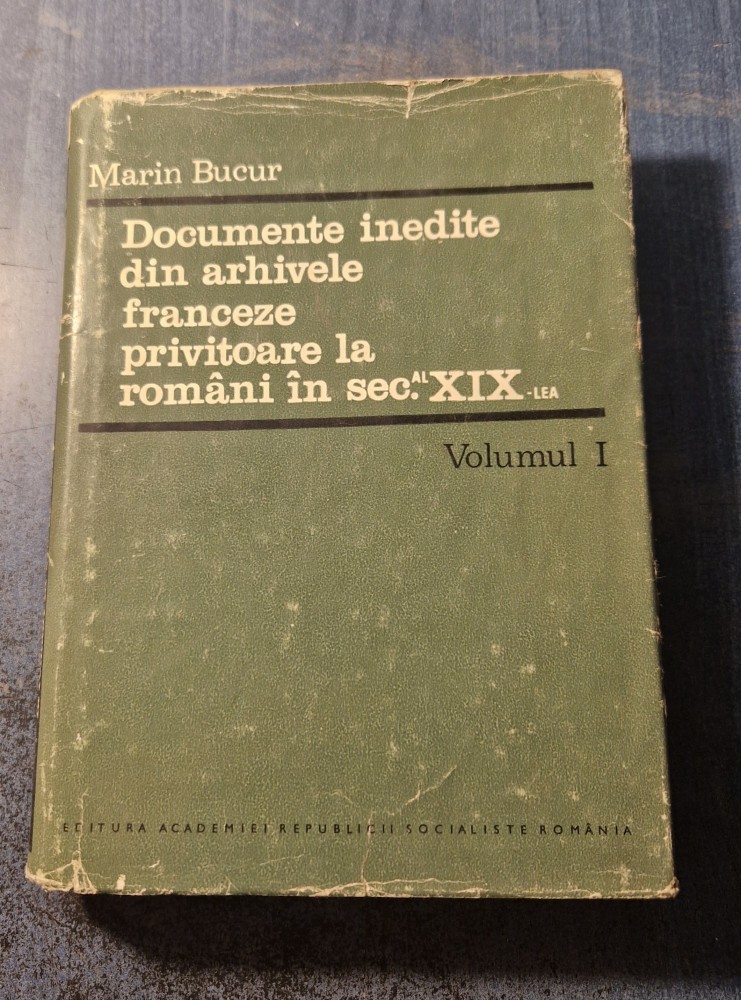 Marin Bucur
Documente inedite
din arhivele
franceze
privitoare la
români în sec. AL XIX-LEA
Volumul I
EDITURA ACADEMIEI REPUBLICII SOCIALISTE ROMÂNIA